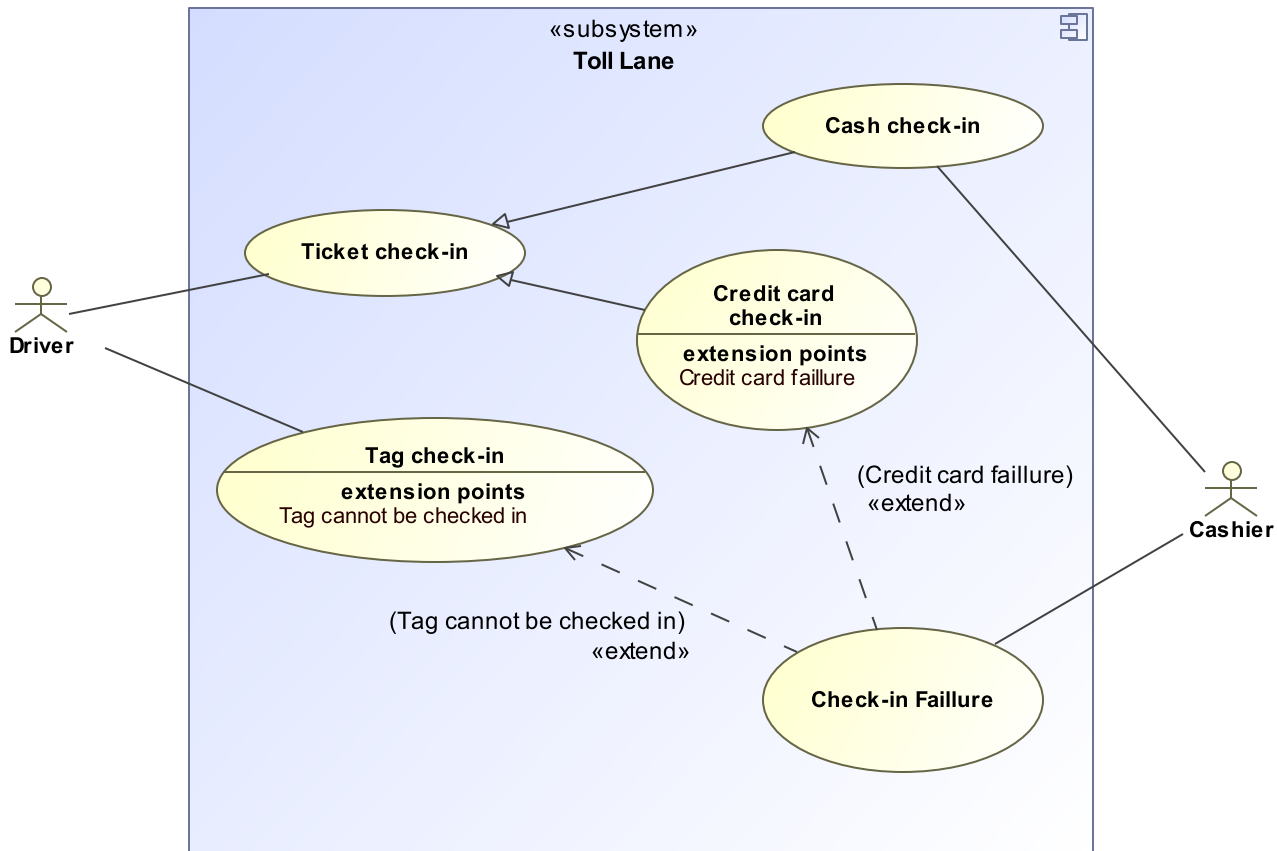 «subsystem»
Toll Lane
Cash check-in
Ticket check-in
Credit card
check-in
extension points
Credit card faillure
Driver
Tag check-in
extension points
Tag cannot be checked in
(Credit card faillure)
«extend»
Cashier
(Tag cannot be checked in)
«extend»
Check-in Faillure